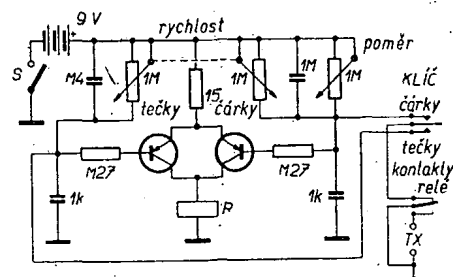 9 V
+
rychlost
poměr
S
M4
1M
1M
1M
1M
tečky
15
čárky
KLÍČ
čárky
tečky
kontakty
relé
M27
M27
1k
1k
R
TX